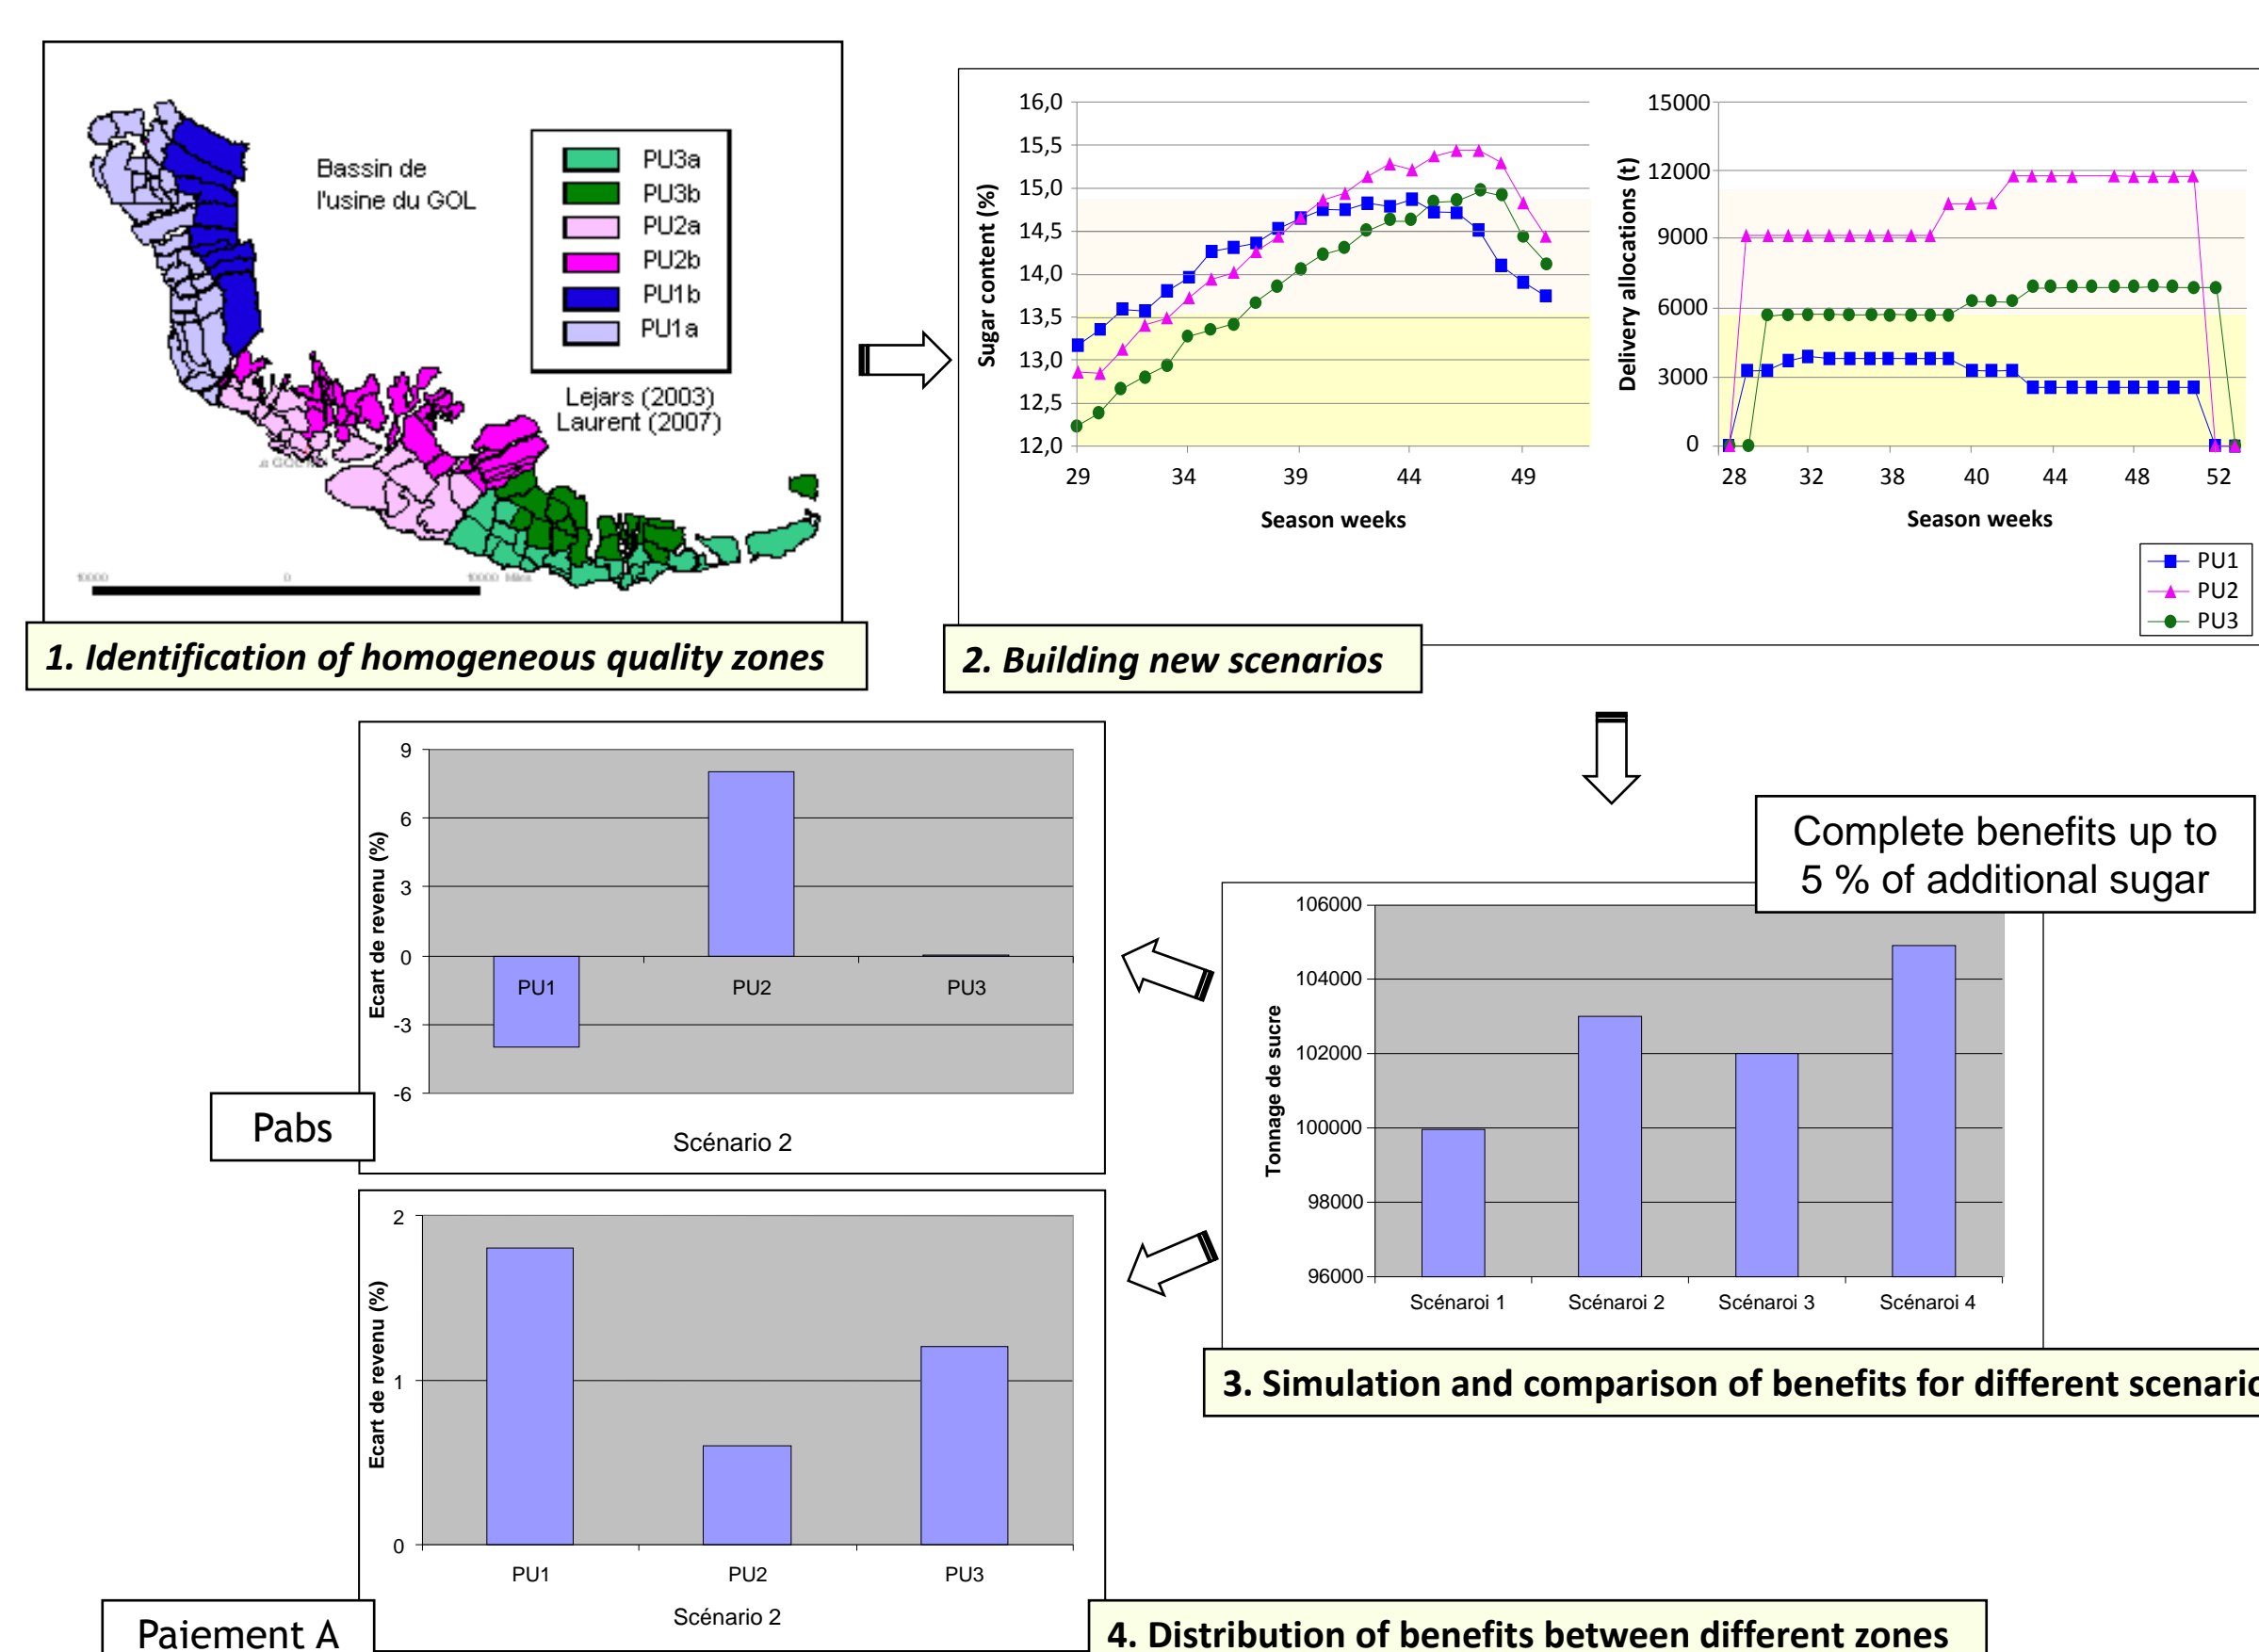 Bassin de
l'usine du GOL
PU3a
PU3b
PU2a
PU2b
PU1b
PU1a
Lejars (2003)
Laurent (2007)
10000
0
10000
1. Identification of homogeneous quality zones
Sugar content (%)
16,0
15,5
15,0
14,5
14,0
13,5
13,0
12,5
12,0
29 34 39 44 49
Season weeks
Delivery allocations (t)
15000
12000
9000
6000
3000
0
28 32 38 40 44 48 52
Season weeks
PU1
PU2
PU3
2. Building new scenarios
Complete benefits up to
5 % of additional sugar
Ecart de revenu (%)
9
6
3
0
-3
-6
PU1 PU2 PU3
Scénario 2
Pabs
Tonnage de sucre
106000
104000
102000
100000
98000
96000
Scénaroi 1 Scénaroi 2 Scénaroi 3 Scénaroi 4
3. Simulation and comparison of benefits for different scenario
Ecart de revenu (%)
2
1
0
PU1 PU2 PU3
Scénario 2
Paiement A
4. Distribution of benefits between different zones